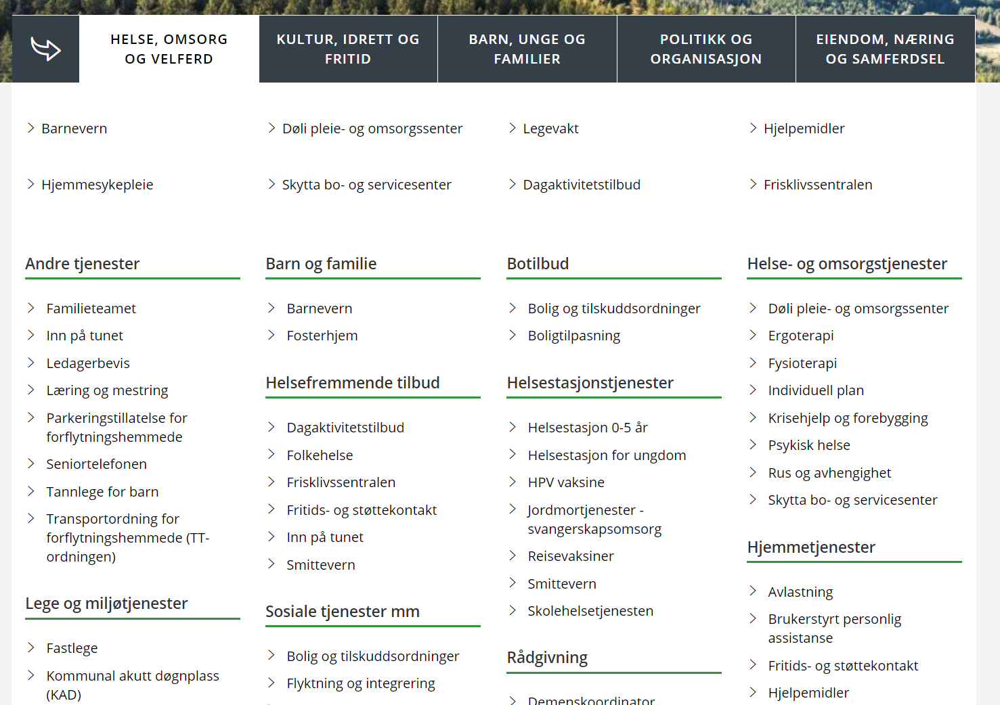 HELSE, OMSORG
OG VELFERD
KULTUR, IDRETT OG
FRITID
BARN, UNGE OG
FAMILIER
POLITIKK OG
ORGANISASJON
EIENDOM, NÆRING
OG SAMFERDSEL
Barnevern
Døli pleie- og omsorgssenter
Legevakt
Hjelpemidler
Hjemmesykepleie
Skytta bo- og servicesenter
Dagaktivitetstilbud
Frisklivssentralen
Andre tjenester
Familieteamet
Inn på tunet
Ledagerbevis
Læring og mestring
Parkeringstillatelse for
forflytningshemmede
Seniortelefonen
Tannlege for barn
Transportordning for
forflytningshemmede (TT-
ordningen)
Lege og miljøtjenester
Fastlege
Kommunal akutt døgnplass
(KAD)
Barn og familie
Barnevern
Fosterhjem
Helsefremmende tilbud
Dagaktivitetstilbud
Folkehelse
Frisklivssentralen
Fritids- og støttekontakt
Inn på tunet
Smittevern
Sosiale tjenester mm
Bolig og tilskuddsordninger
Flyktning og integrering
Botilbud
Bolig og tilskuddsordninger
Boligtilpasning
Helsestasjonstjenester
Helsestasjon 0-5 år
Helsestasjon for ungdom
HPV vaksine
Jordmortjenester -
svangerskapsomsorg
Reisevaksiner
Smittevern
Skolehelsetjenesten
Rådgivning
Demenskoordinator
Helse- og omsorgstjenester
Døli pleie- og omsorgssenter
Ergoterapi
Fysioterapi
Individuell plan
Krisehjelp og forebygging
Psykisk helse
Rus og avhengighet
Skytta bo- og servicesenter
Hjemmetjenester
Avlastning
Brukerstyrt personlig
assistanse
Fritids- og støttekontakt
Hjelpemidler